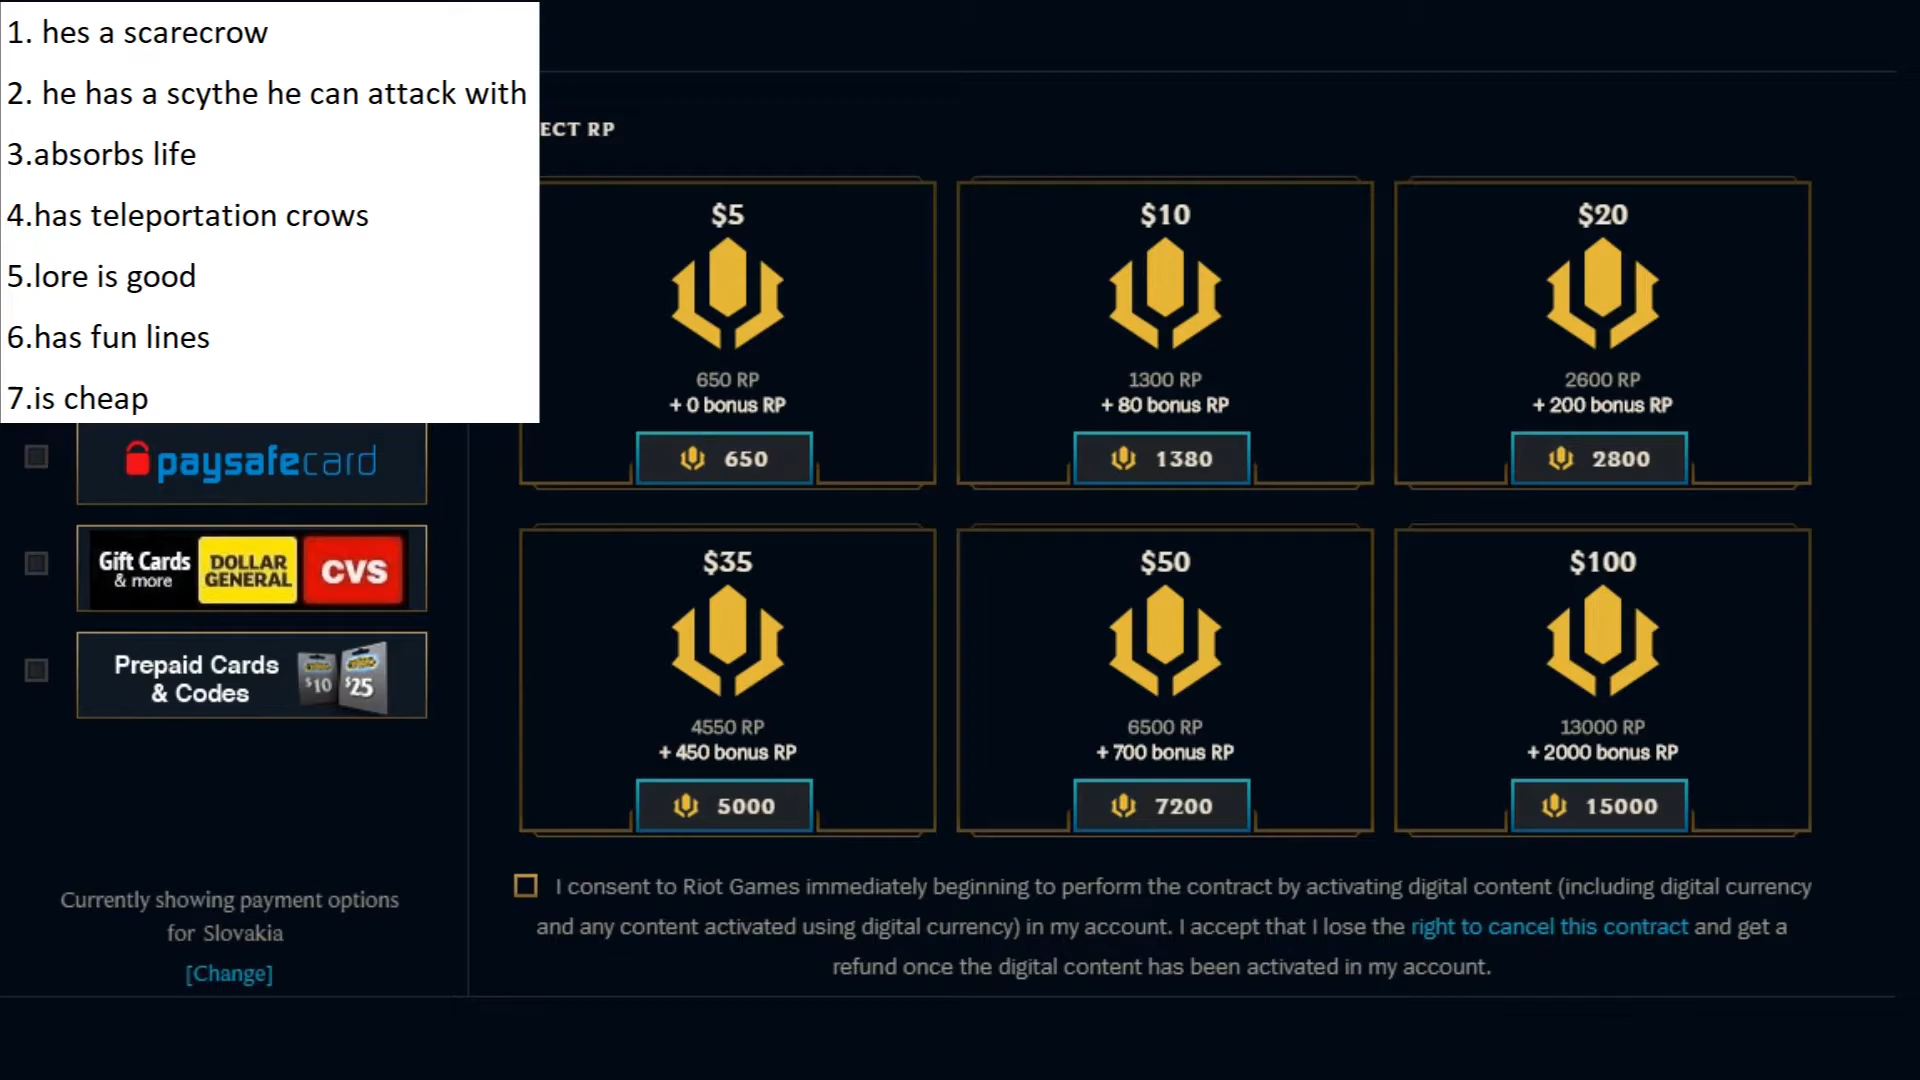 1. hes a scarecrow
2. he has a scythe he can attack with
3.absorbs life
4.has teleportation crows
5.lore is good
6.has fun lines
7.is cheap
ECT RP
$5
650 RP
+ 0 bonus RP
650
$10
1300 RP
+ 80 bonus RP
1380
$20
2600 RP
+ 200 bonus RP
2800
paysafecard
Gift Cards
& more
DOLLAR
GENERAL
CVS
Prepaid Cards
& Codes
$10
$25
$35
4550 RP
+ 450 bonus RP
5000
$50
6500 RP
+ 700 bonus RP
7200
$100
13000 RP
+ 2000 bonus RP
15000
Currently showing payment options
for Slovakia
[Change]
I consent to Riot Games immediately beginning to perform the contract by activating digital content (including digital currency
and any content activated using digital currency) in my account. I accept that I lose the right to cancel this contract and get a
refund once the digital content has been activated in my account.